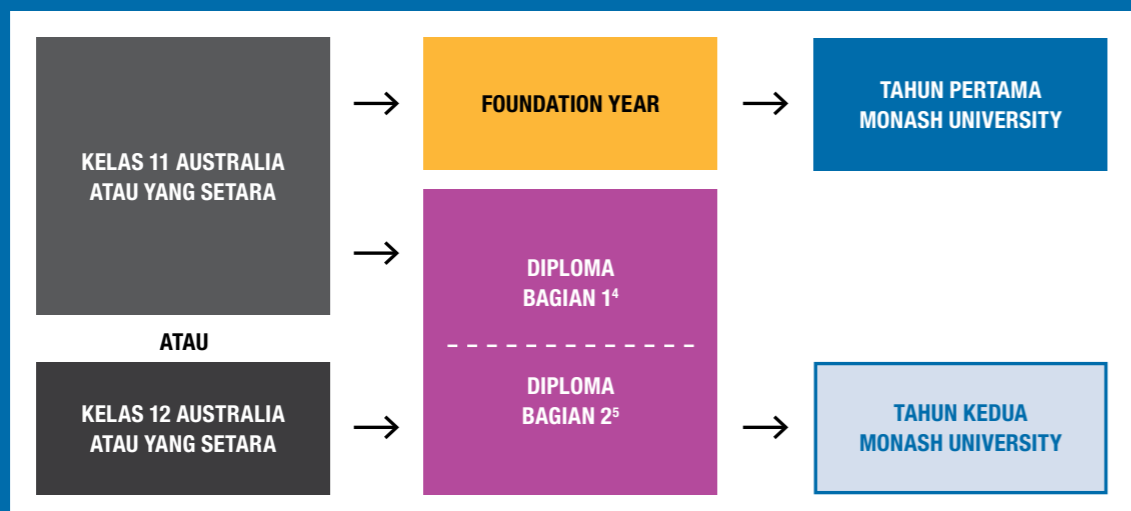 KELAS 11 AUSTRALIA
ATAU YANG SETARA
FOUNDATION YEAR
TAHUN PERTAMA
MONASH UNIVERSITY
DIPLOMA
BAGIAN 1⁴
ATAU
KELAS 12 AUSTRALIA
ATAU YANG SETARA
DIPLOMA
BAGIAN 2⁵
TAHUN KEDUA
MONASH UNIVERSITY